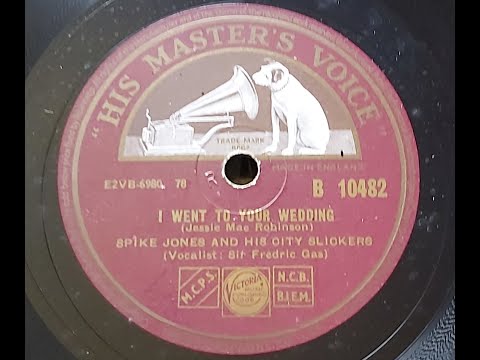 "HIS MASTER'S VOICE"
TRADE-MARK
MADE IN ENGLAND
E2VB-6980 78
B 10482
I WENT TO YOUR WEDDING
(Jessie Mae Robinson)
SPIKE JONES AND HIS CITY SLICKERS
(Vocalist: Sir Fredric Gas)
M.C.P.S.
VICTORIA
N.C.B.
B.I.E.M.